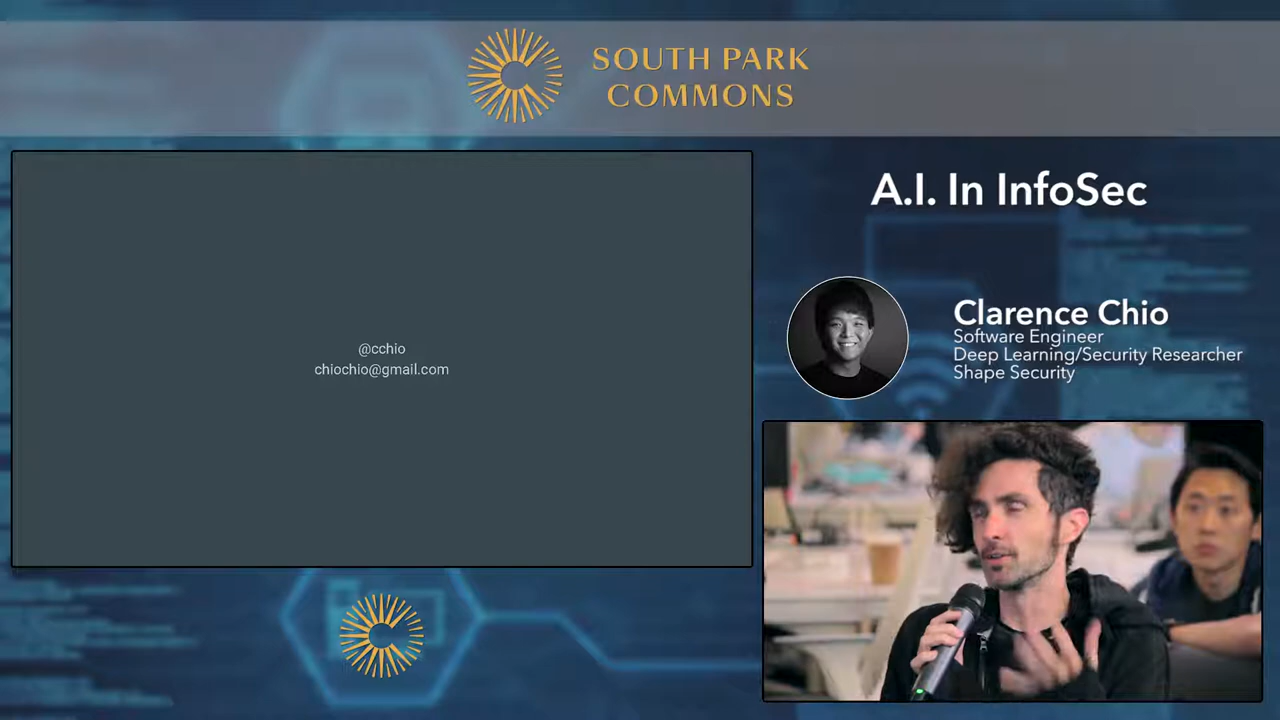 SOUTH PARK
COMMONS
@cchio
chiochio@gmail.com
A.I. In InfoSec
Clarence Chio
Software Engineer
Deep Learning/Security Researcher
Shape Security